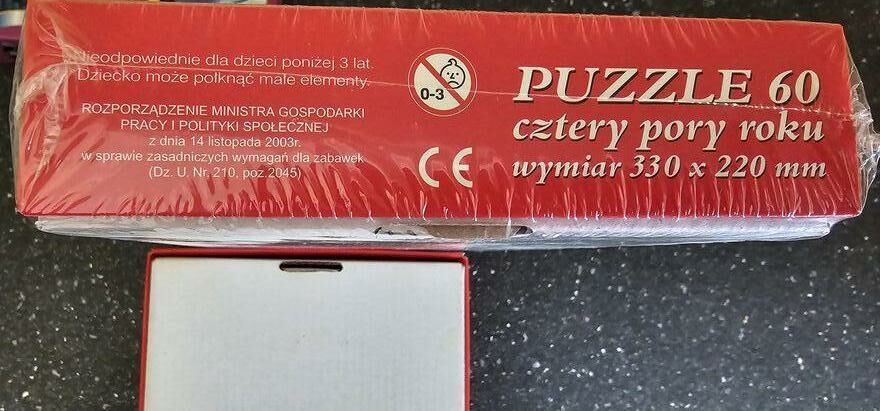 Nieodpowiednie dla dzieci poniżej 3 lat.
Dziecko może połknąć małe elementy.
ROZPORZĄDZENIE MINISTRA GOSPODARKI
PRACY I POLITYKI SPOŁECZNEJ
z dnia 14 listopada 2003r.
w sprawie zasadniczych wymagań dla zabawek
(Dz. U. Nr. 210, poz.2045)
0-3
CE
PUZZLE 60
cztery pory roku
wymiar 330 x 220 mm